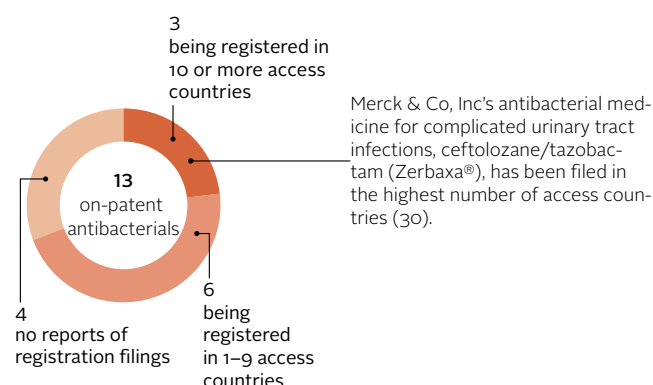 3
being registered in
10 or more access
countries
Merck & Co, Inc's antibacterial med-
icine for complicated urinary tract
infections, ceftolozane/tazobac-
tam (Zerbaxa®), has been filed in
the highest number of access coun-
tries (30).
13
on-patent
antibacterials
4
no reports of
registration filings
6
being
registered
in 1–9 access
countries